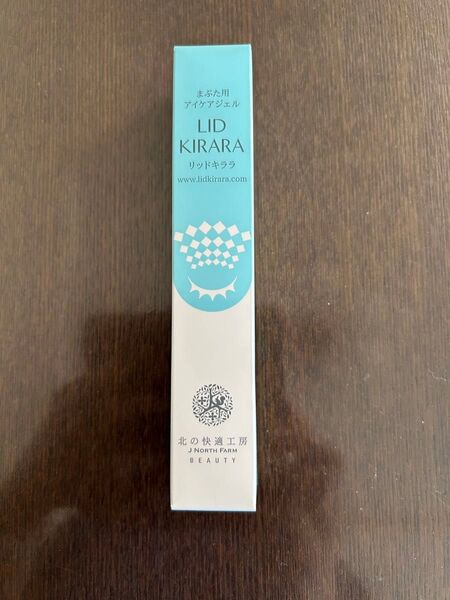 まぶた用
アイケアジェル
LID
KIRARA
リッドキララ
www.lidkirara.com
北の快適工房
J NORTH FARM
BEAUTY